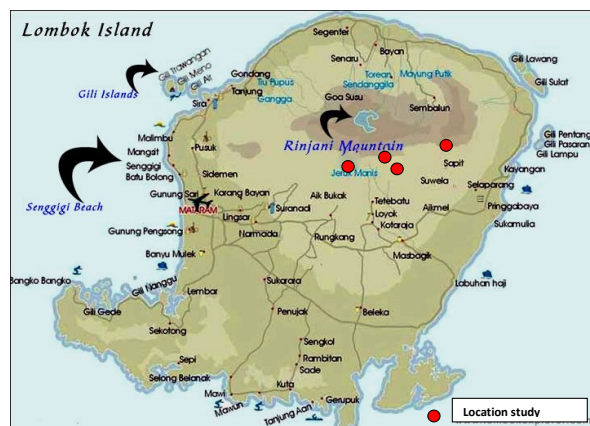 Lombok Island
Segenter
Bayan
Senaru
Gili Lawang
Gili Sulat
Gili Trawangan
Gili Meno
Gili Air
Gondang
Tiu Pupus
Torean
Mayung Putik
Sendanggila
Gili Islands
Sira
Tanjung
Gangga
Goa Susu
Sembalun
Malimbu
Pusuk
Rinjani Mountain
Gili Pentang
Gili Pasaran
Gili Lampu
Mangsit
Senggigi
Batu Bolong
Sidemen
Jeruk Manis
Sapit
Kayangan
Senggigi Beach
Gunung Sari
Karang Bayan
Suwela
Selaparang
MATARAM
Lingsar
Suranadi
Aik Bukak
Tetebatu
Loyok
Aikmel
Pringgabaya
Gunung Pengsong
Narmada
Rungkang
Kotaraja
Sukamulia
Banyu Mulek
Masbagik
Bangko Bangko
Gili Nanggu
Lembar
Sukarara
Labuhan haji
Gili Gede
Penujak
Beleka
Sekotong
Sengkol
Sepi
Rambitan
Sade
Selong Belanak
Mawi
Kuta
Mawun
Tanjung Aan
Gerupuk
Location study